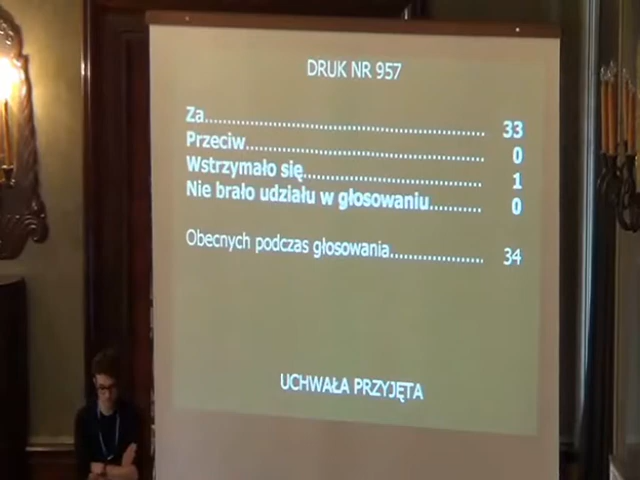 DRUK NR 957
Za........................................................ 33
Przeciw................................................ 0
Wstrzymało się.................................... 1
Nie brało udziału w głosowaniu........... 0
Obecnych podczas głosowania.................. 34
UCHWAŁA PRZYJĘTA